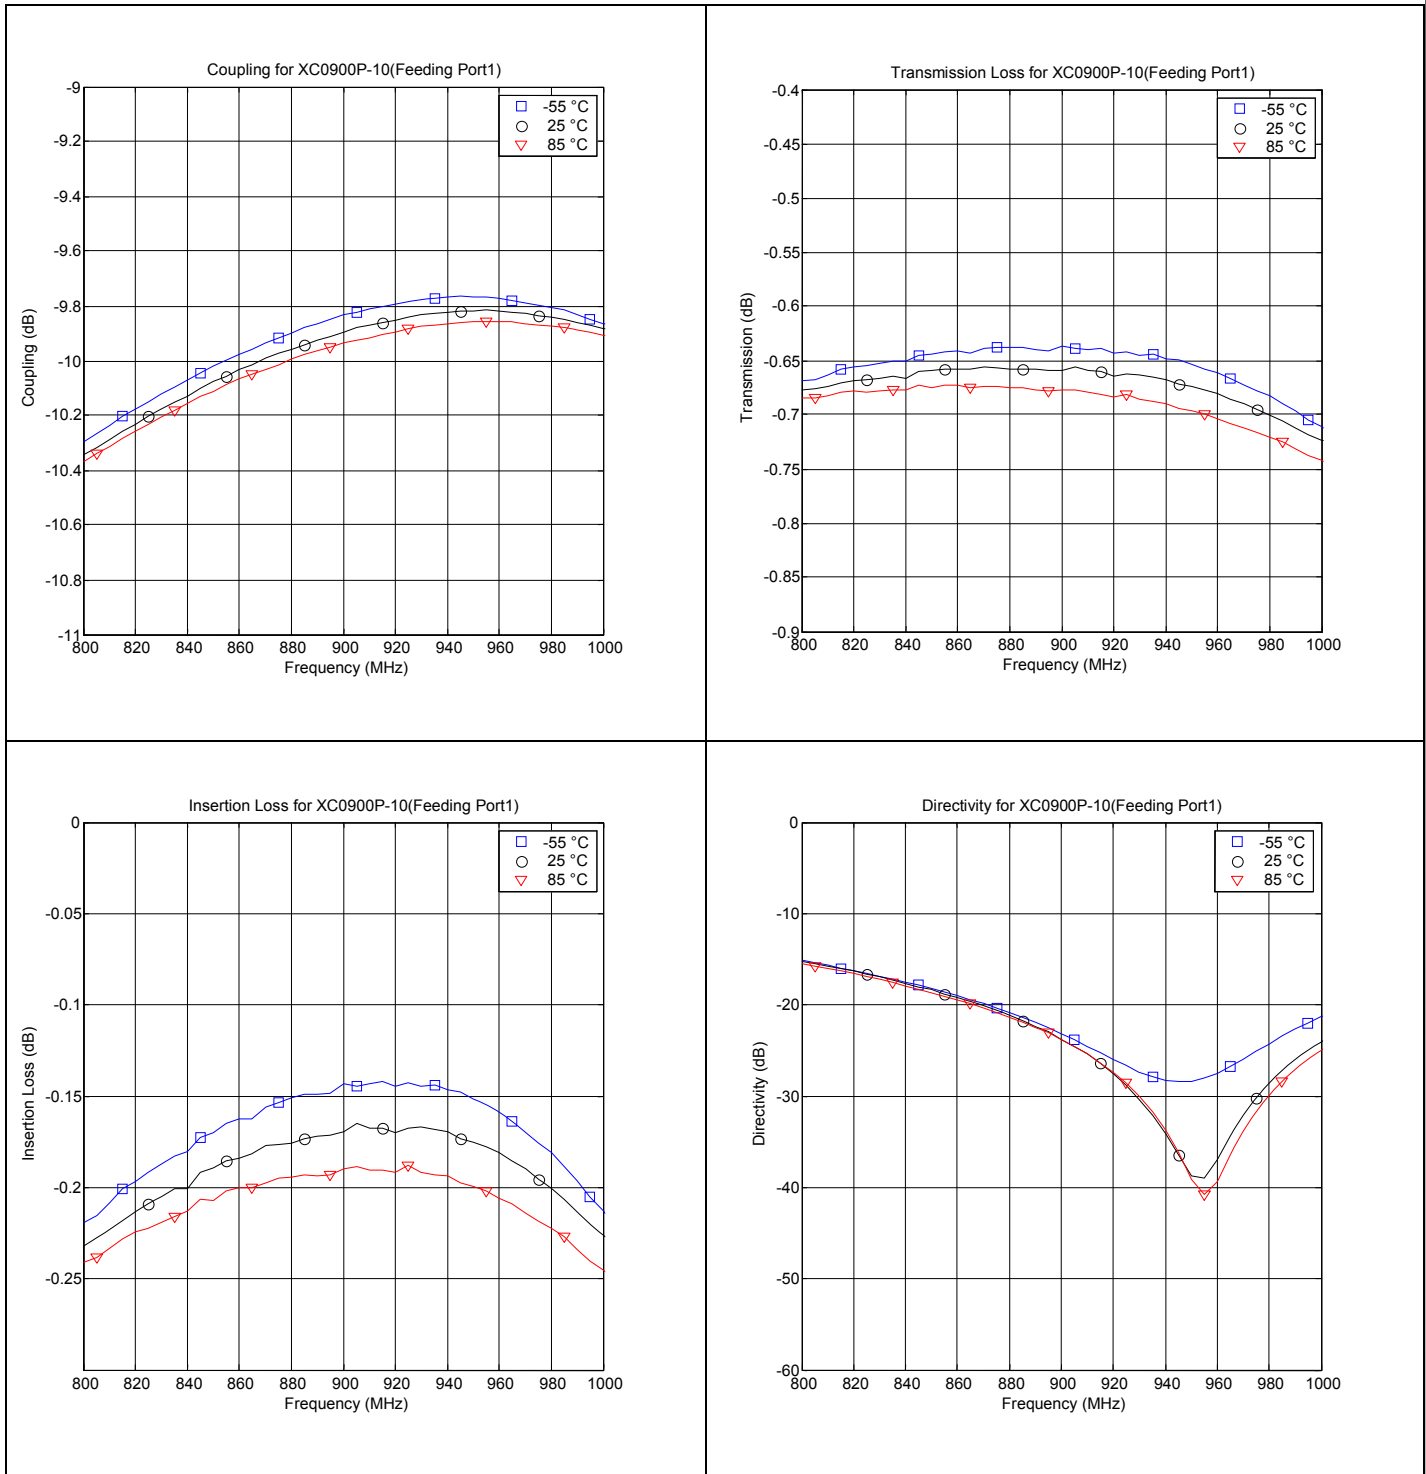 Coupling for XC0900P-10(Feeding Port1)
-55 °C
25 °C
85 °C
-9
-9.2
-9.4
-9.6
-9.8
-10
-10.2
-10.4
-10.6
-10.8
-11
Coupling (dB)
800 820 840 860 880 900 920 940 960 980 1000
Frequency (MHz)
Transmission Loss for XC0900P-10(Feeding Port1)
-55 °C
25 °C
85 °C
-0.4
-0.45
-0.5
-0.55
-0.6
-0.65
-0.7
-0.75
-0.8
-0.85
-0.9
Transmission (dB)
800 820 840 860 880 900 920 940 960 980 1000
Frequency (MHz)
Insertion Loss for XC0900P-10(Feeding Port1)
-55 °C
25 °C
85 °C
0
-0.05
-0.1
-0.15
-0.2
-0.25
Insertion Loss (dB)
800 820 840 860 880 900 920 940 960 980 1000
Frequency (MHz)
Directivity for XC0900P-10(Feeding Port1)
-55 °C
25 °C
85 °C
0
-10
-20
-30
-40
-50
-60
Directivity (dB)
800 820 840 860 880 900 920 940 960 980 1000
Frequency (MHz)